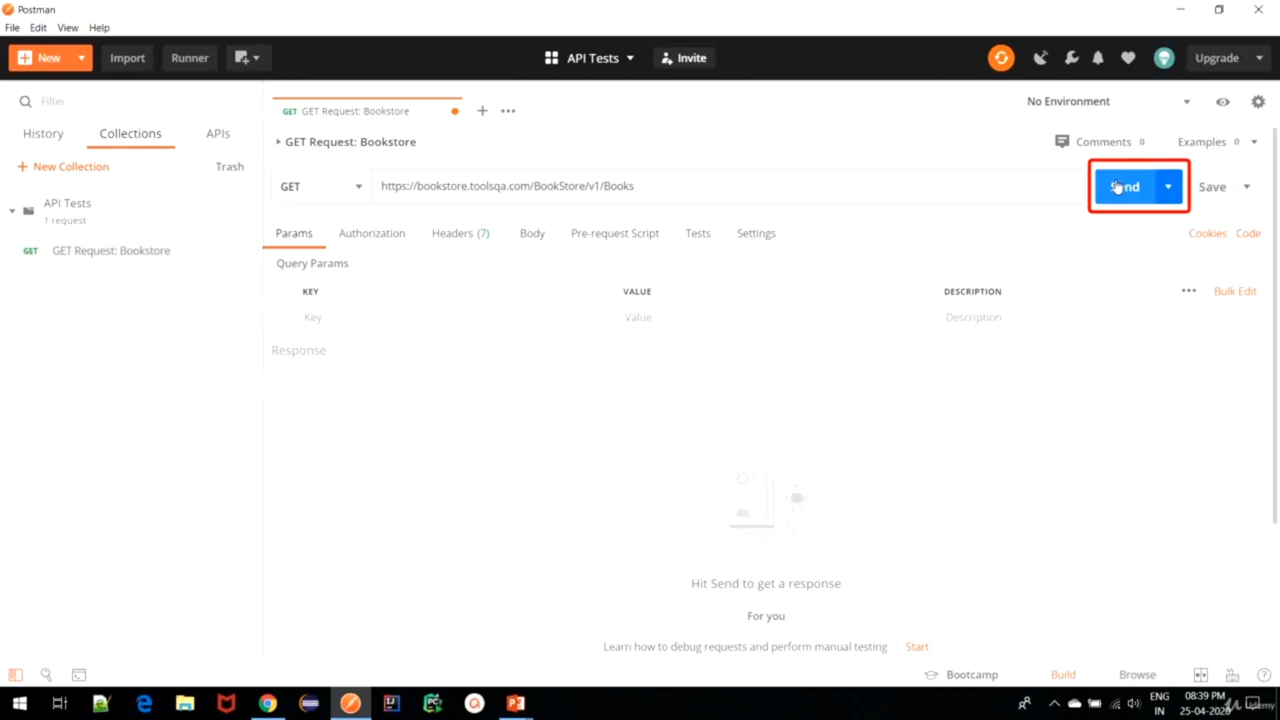 Postman
File Edit View Help
New Import Runner API Tests Invite Upgrade
Filter
History Collections APIs
New Collection Trash
API Tests
1 request
GET GET Request: Bookstore
GET GET Request: Bookstore No Environment
GET Request: Bookstore Comments 0 Examples 0
GET https://bookstore.toolsqa.com/BookStore/v1/Books Send Save
Params Authorization Headers (7) Body Pre-request Script Tests Settings Cookies Code
Query Params
KEY VALUE DESCRIPTION Bulk Edit
Key Value Description
Response
Hit Send to get a response
For you
Learn how to debug requests and perform manual testing Start
Bootcamp Build Browse
ENG 08:39 PM
IN 25-04-2020
Udemy